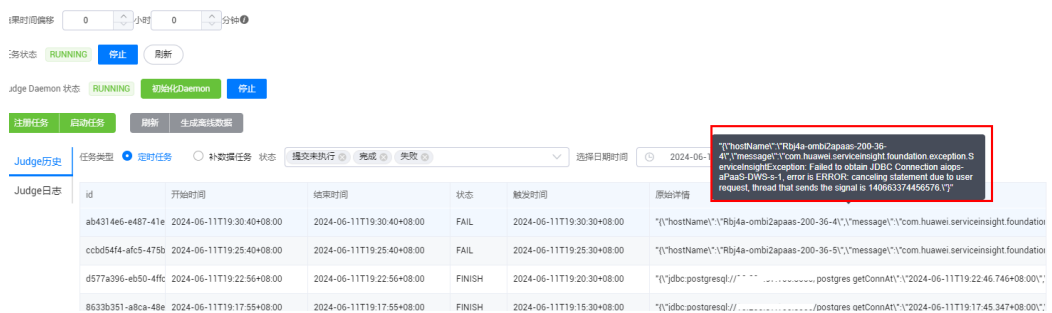 果时间偏移 0 小时 0 分钟
任务状态 RUNNING 停止 刷新
Judge Daemon 状态 RUNNING 初始化Daemon 停止
注册任务 启动任务 刷新 生成离线数据
Judge历史
Judge日志
任务类型 定时任务 补数据任务 状态 提交未执行 完成 失败 选择日期时间 2024-06-1
"{\"hostName\":\"Rbj4a-ombi2apaas-200-36-
4\",\"message\":\"com.huawei.serviceinsight.foundation.exception.S
erviceInsightException: Failed to obtain JDBC Connection aiops-
aPaaS-DWS-s-1, error is ERROR: canceling statement due to user
request, thread that sends the signal is 140663374456576.\"}"
id 开始时间 结束时间 状态 触发时间 原始详情
ab4314e6-e487-41e 2024-06-11T19:30:40+08:00 2024-06-11T19:30:40+08:00 FAIL 2024-06-11T19:30:30+08:00 "{\"hostName\":\"Rbj4a-ombi2apaas-200-36-4\",\"message\":\"com.huawei.serviceinsight.foundatio
ccbd54f4-afc5-475b 2024-06-11T19:25:40+08:00 2024-06-11T19:25:40+08:00 FAIL 2024-06-11T19:25:30+08:00 "{\"hostName\":\"Rbj4a-ombi2apaas-200-36-5\",\"message\":\"com.huawei.serviceinsight.foundatio
d577a396-eb50-4ffc 2024-06-11T19:22:56+08:00 2024-06-11T19:22:56+08:00 FINISH 2024-06-11T19:20:30+08:00 "{\"jdbc:postgresql:// postgres getConnAt\":\"2024-06-11T19:22:46.746+08:00\",
8633b351-a8ca-48e 2024-06-11T19:17:55+08:00 2024-06-11T19:17:55+08:00 FINISH 2024-06-11T19:15:30+08:00 "{\"jdbc:postgresql:// /postgres getConnAt\":\"2024-06-11T19:17:45.347+08:00\",